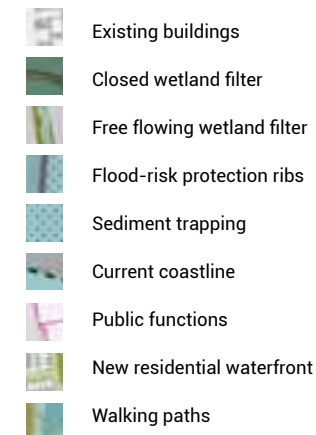 Existing buildings
Closed wetland filter
Free flowing wetland filter
Flood-risk protection ribs
Sediment trapping
Current coastline
Public functions
New residential waterfront
Walking paths